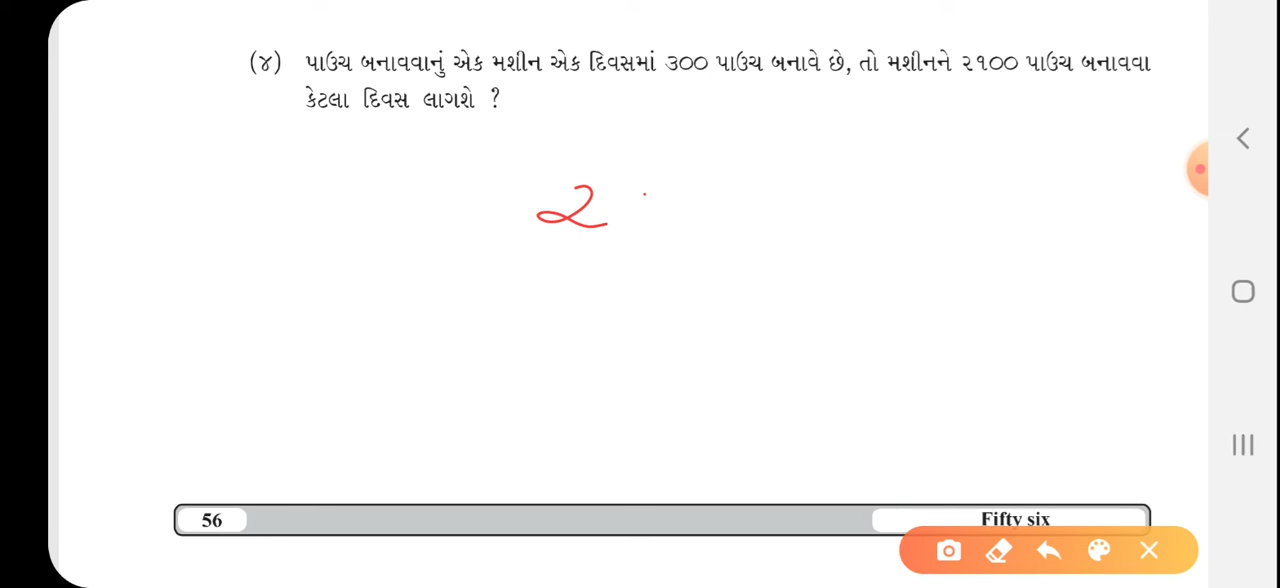 (૪) પાઉચ બનાવવાનું એક મશીન એક દિવસમાં ૩૦૦ પાઉચ બનાવે છે, તો મશીનને ૨૧૦૦ પાઉચ બનાવવા
કેટલા દિવસ લાગશે ?
૨
56
Fifty six